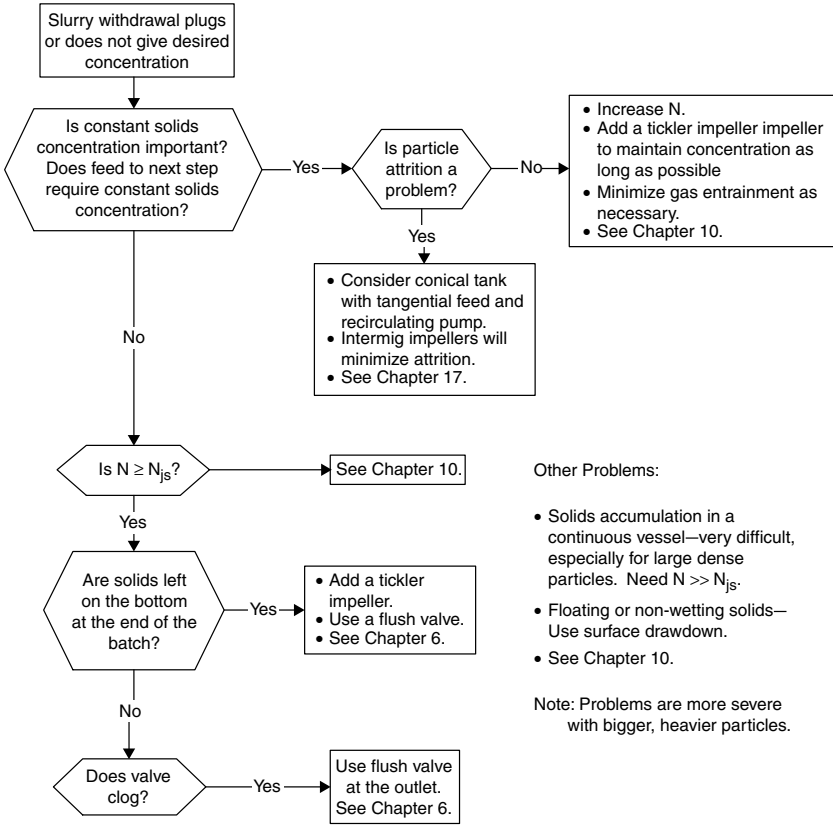 Slurry withdrawal plugs
or does not give desired
concentration
Is constant solids
concentration important?
Does feed to next step
require constant solids
concentration?
Yes
Is particle
attrition a
problem?
No
• Increase N.
• Add a tickler impeller impeller
to maintain concentration as
long as possible
• Minimize gas entrainment as
necessary.
• See Chapter 10.
Yes
• Consider conical tank
with tangential feed and
recirculating pump.
• Intermig impellers will
minimize attrition.
• See Chapter 17.
No
Is N ≥ Njs?
See Chapter 10.
Yes
Are solids left
on the bottom
at the end of the
batch?
Yes
• Add a tickler
impeller.
• Use a flush valve.
• See Chapter 6.
No
Does valve
clog?
Yes
Use flush valve
at the outlet.
See Chapter 6.
Other Problems:
• Solids accumulation in a
continuous vessel—very difficult,
especially for large dense
particles. Need N >> Njs.
• Floating or non-wetting solids—
Use surface drawdown.
• See Chapter 10.
Note: Problems are more severe
with bigger, heavier particles.